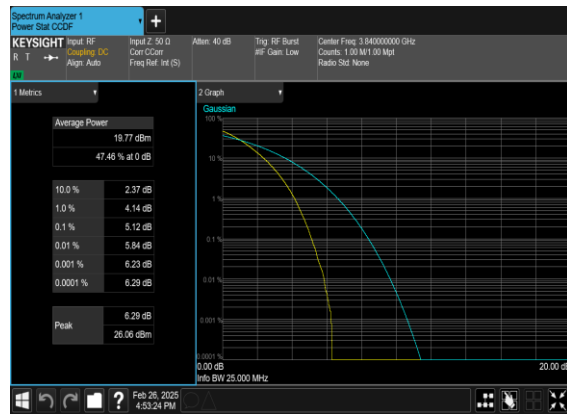 Spectrum Analyzer 1
Power Stat CCDF
+
KEYSIGHT
R T
LXI
Input: RF
Coupling: DC
Align: Auto
Input Z: 50 Ω
Corr CCorr
Freq Ref: Int (S)
Atten: 40 dB
Trig: RF Burst
#IF Gain: Low
Center Freq: 3.840000000 GHz
Counts: 1.00 M/1.00 Mpt
Radio Std: None
1 Metrics
Average Power
19.77 dBm
47.46 % at 0 dB
10.0 % 2.37 dB
1.0 % 4.14 dB
0.1 % 5.12 dB
0.01 % 5.84 dB
0.001 % 6.23 dB
0.0001 % 6.29 dB
Peak
6.29 dB
26.06 dBm
2 Graph
Gaussian
100 %
10 %
1 %
0.1 %
0.01 %
0.001 %
0.0001 %
0.00 dB
20.00 dB
Info BW 25.000 MHz
?
Feb 26, 2025
4:53:24 PM